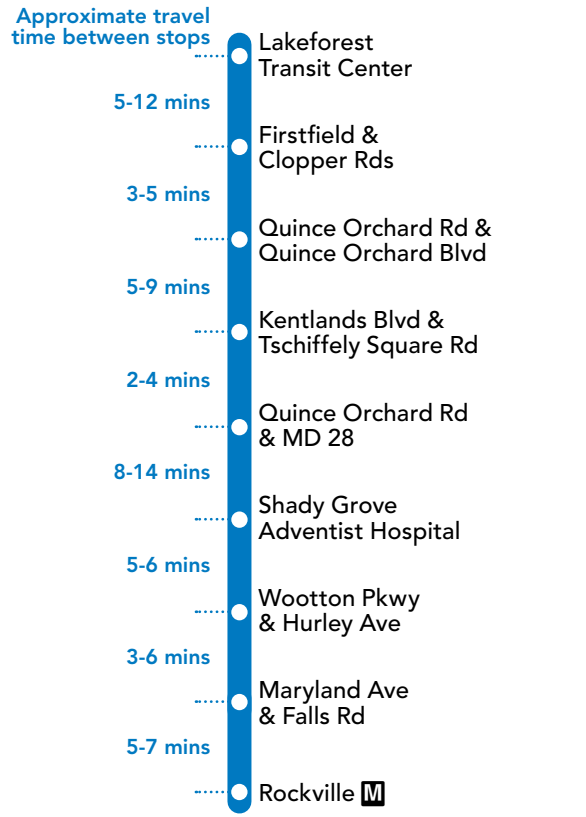 Approximate travel
time between stops
Lakeforest
Transit Center
5-12 mins
Firstfield &
Clopper Rds
3-5 mins
Quince Orchard Rd &
Quince Orchard Blvd
5-9 mins
Kentlands Blvd &
Tschiffely Square Rd
2-4 mins
Quince Orchard Rd
& MD 28
8-14 mins
Shady Grove
Adventist Hospital
5-6 mins
Wootton Pkwy
& Hurley Ave
3-6 mins
Maryland Ave
& Falls Rd
5-7 mins
Rockville M